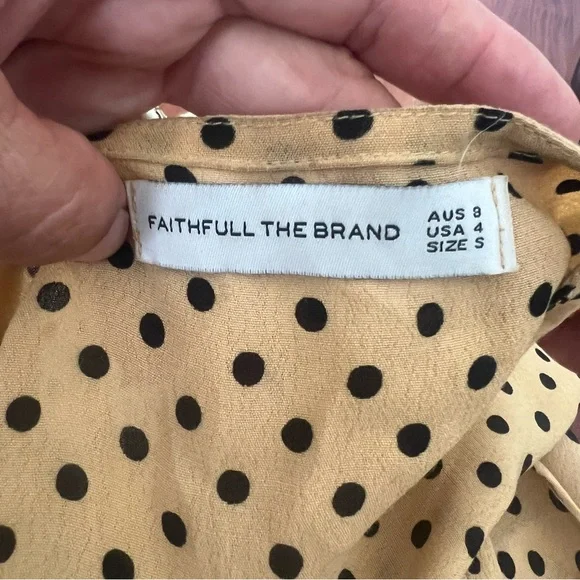 FAITHFULL THE BRAND
AUS 8
USA 4
SIZE S